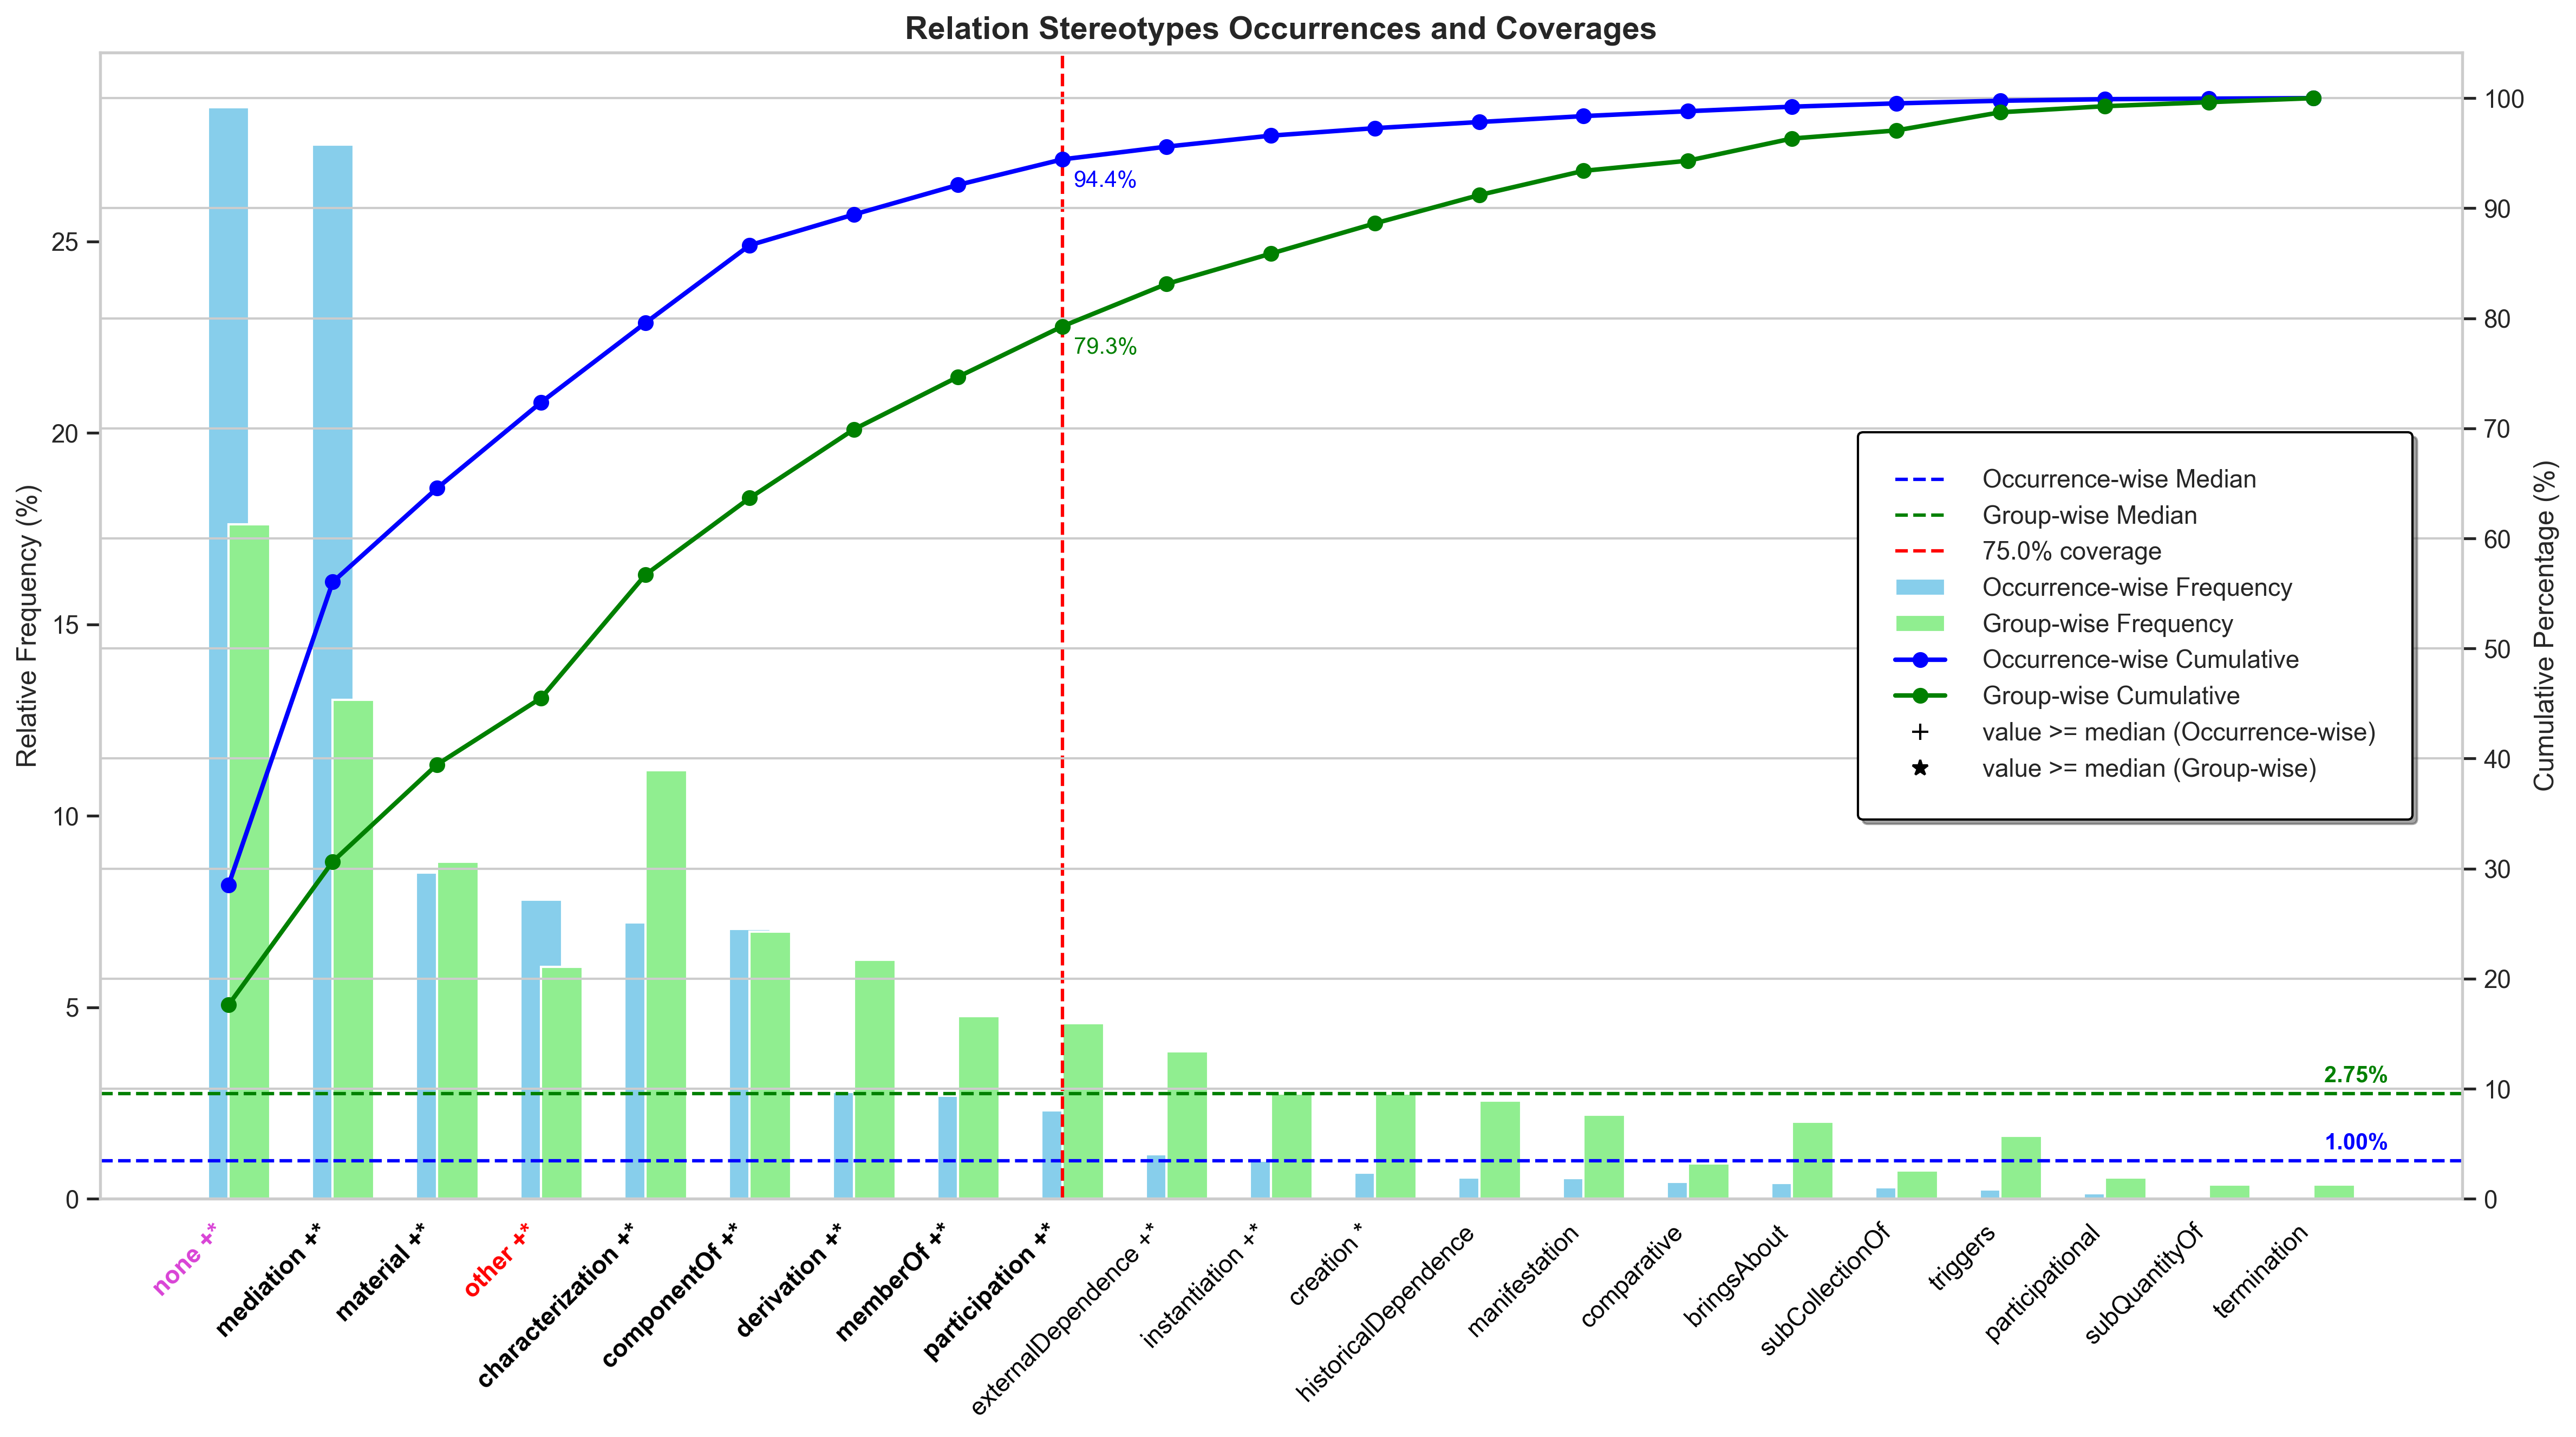 Relation Stereotypes Occurrences and Coverages
Relative Frequency (%)
25
20
15
10
5
0
100
90
80
70
60
50
40
30
20
10
0
Cumulative Percentage (%)
94.4%
79.3%
2.75%
1.00%
Occurrence-wise Median
Group-wise Median
75.0% coverage
Occurrence-wise Frequency
Group-wise Frequency
Occurrence-wise Cumulative
Group-wise Cumulative
+ value >= median (Occurrence-wise)
★ value >= median (Group-wise)
none +*
mediation +*
material +*
other +*
characterization +*
componentOf +*
derivation +*
memberOf +*
participation +*
externalDependence +*
instantiation +*
creation *
historicalDependence
manifestation
comparative
bringsAbout
subCollectionOf
triggers
participational
subQuantityOf
termination